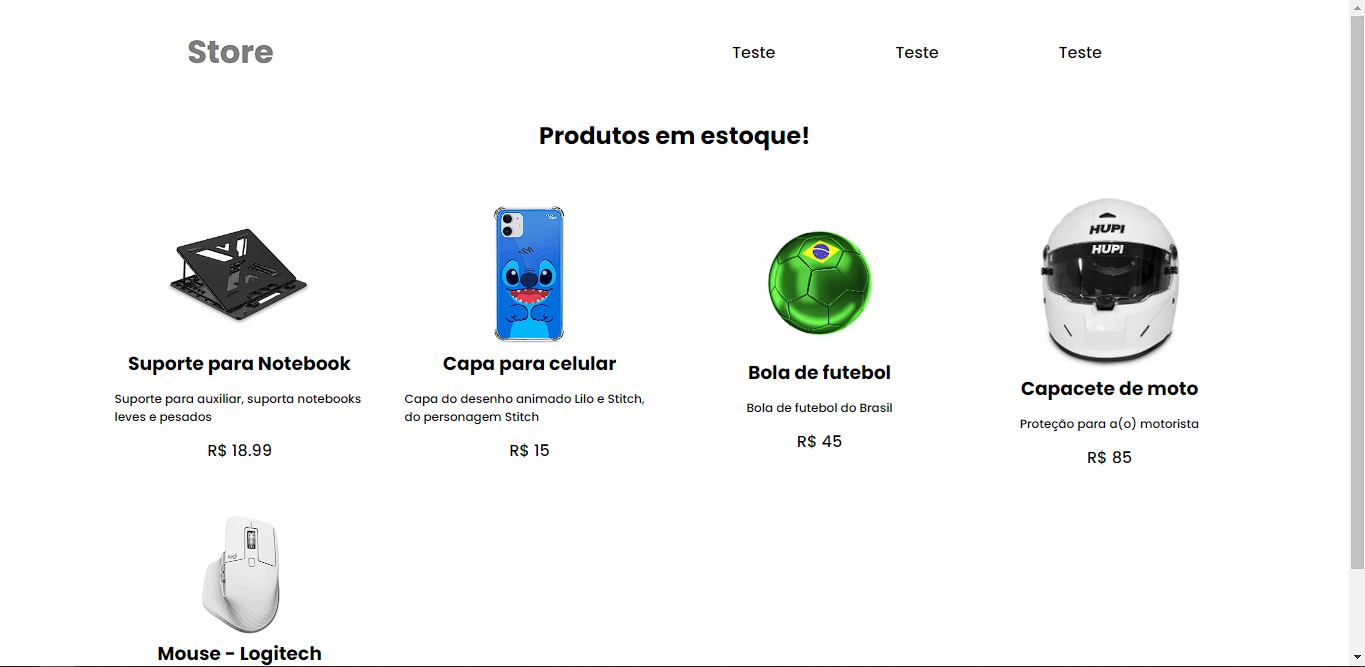 Store
Teste
Teste
Teste
Produtos em estoque!
HUPI
HUPI
Suporte para Notebook
Suporte para auxiliar, suporta notebooks
leves e pesados
R$ 18.99
Capa para celular
Capa do desenho animado Lilo e Stitch,
do personagem Stitch
R$ 15
Bola de futebol
Bola de futebol do Brasil
R$ 45
Capacete de moto
Proteção para a(o) motorista
R$ 85
Mouse - Logitech